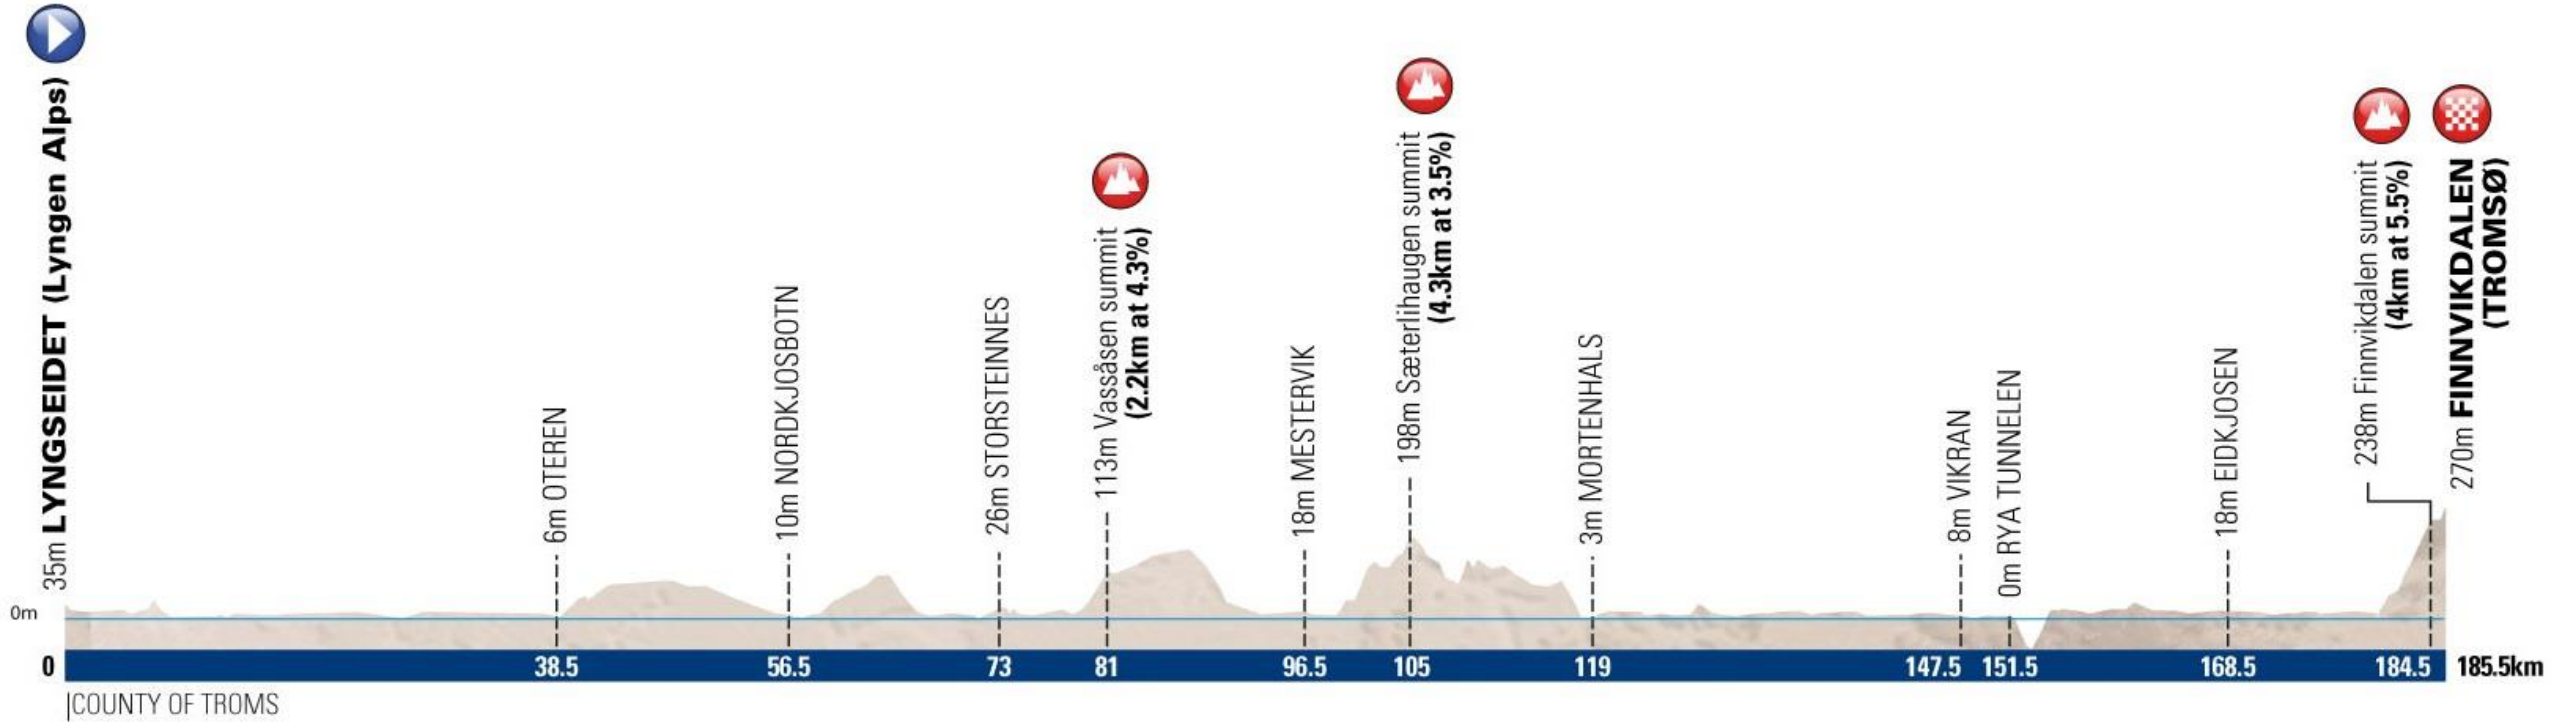 35m LYNGSEIDET (Lyngen Alps)
6m OTEREN
10m NORDKJOSBOTN
26m STORSTEINNES
113m Vassåsen summit
(2.2km at 4.3%)
18m MESTERVIK
198m Sæterlihaugen summit
(4.3km at 3.5%)
3m MORTENHALS
8m VIKRAN
0m RYA TUNNELEN
18m EIDKJOSEN
238m Finnvikdalen summit
(4km at 5.5%)
270m FINNVIKDALEN
(TROMSØ)
0m
0 38.5 56.5 73 81 96.5 105 119 147.5 151.5 168.5 184.5 185.5km
COUNTY OF TROMS